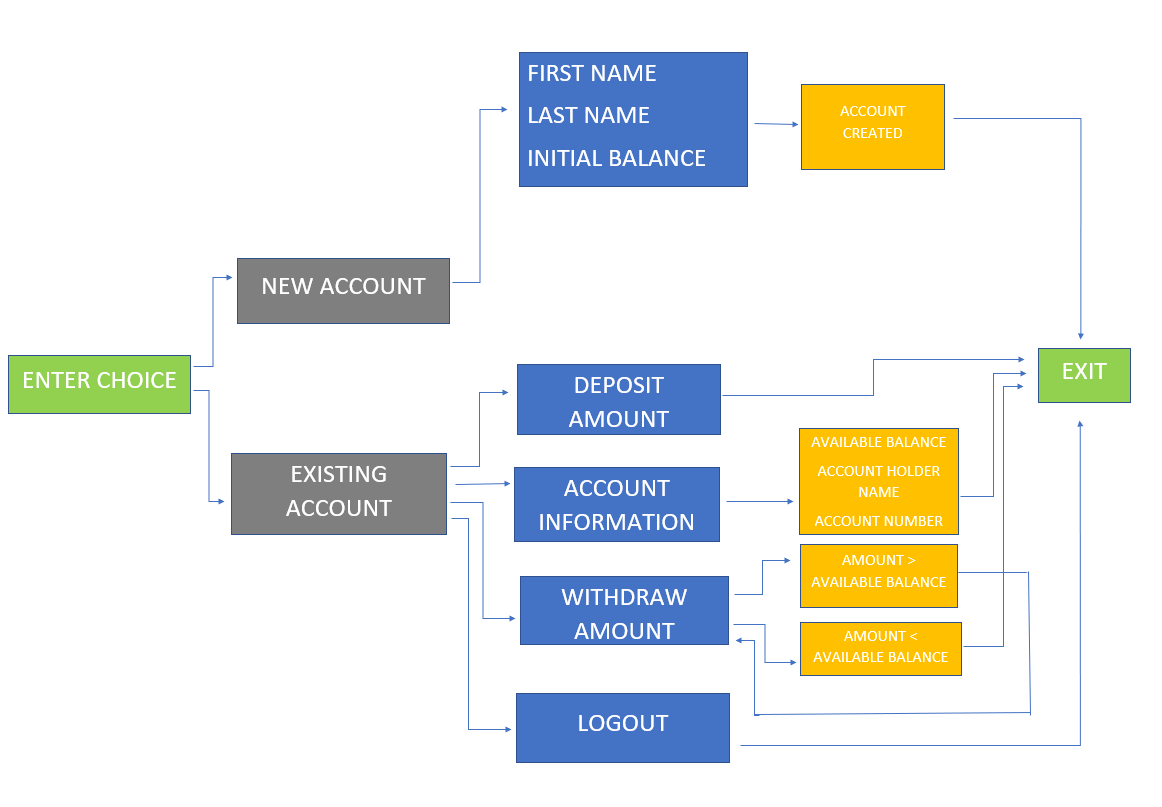 FIRST NAME
LAST NAME
INITIAL BALANCE
ACCOUNT
CREATED
NEW ACCOUNT
ENTER CHOICE
EXISTING
ACCOUNT
DEPOSIT
AMOUNT
ACCOUNT
INFORMATION
WITHDRAW
AMOUNT
LOGOUT
AVAILABLE BALANCE
ACCOUNT HOLDER
NAME
ACCOUNT NUMBER
AMOUNT >
AVAILABLE BALANCE
AMOUNT <
AVAILABLE BALANCE
EXIT